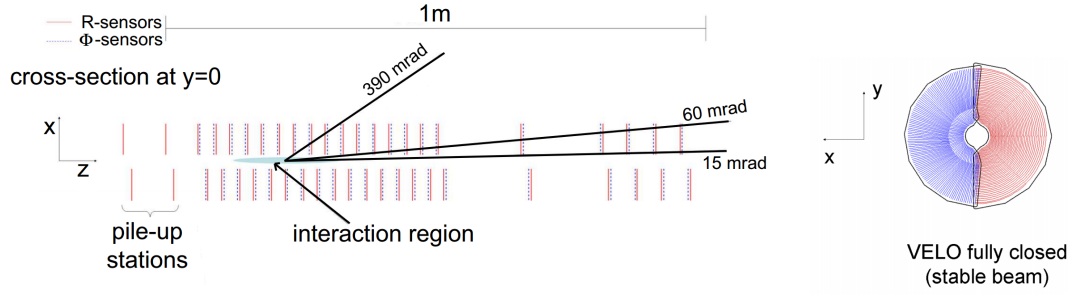 1m
R-sensors
Φ-sensors
cross-section at y=0
390 mrad
60 mrad
15 mrad
x
z
y
x
pile-up
stations
interaction region
VELO fully closed
(stable beam)